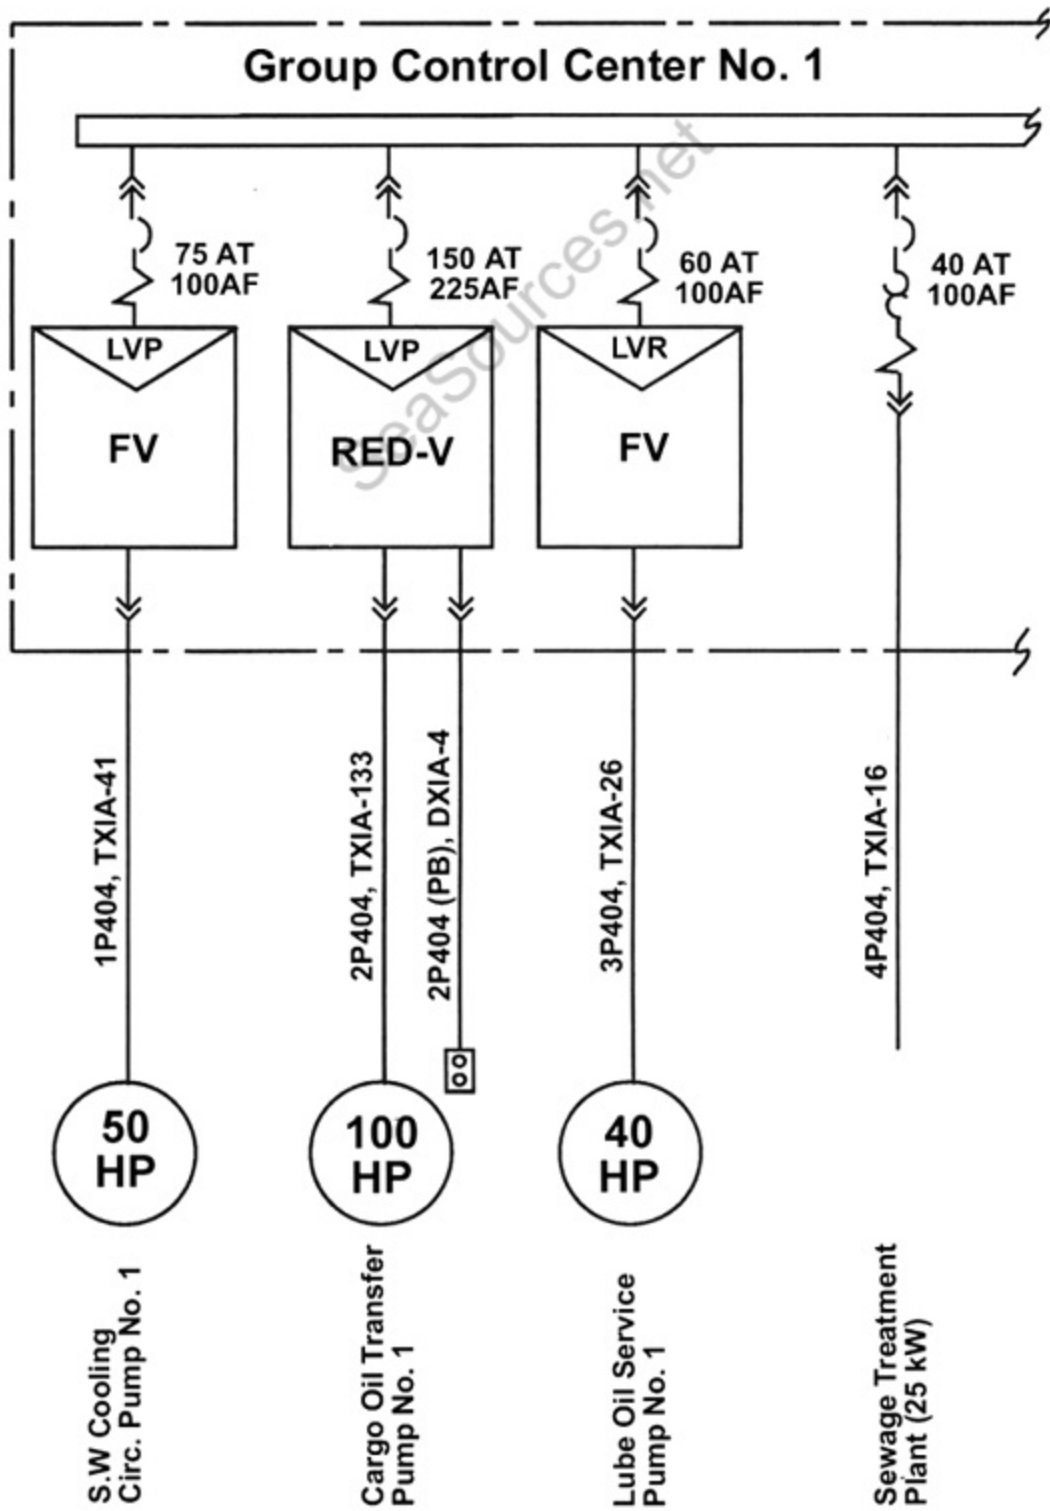 Group Control Center No. 1
SeaSources.net
75 AT
100AF
150 AT
225AF
60 AT
100AF
40 AT
100AF
LVP
FV
LVP
RED-V
LVR
FV
1P404, TXIA-41
2P404, TXIA-133
2P404 (PB), DXIA-4
3P404, TXIA-26
4P404, TXIA-16
50
HP
100
HP
40
HP
S.W Cooling
Circ. Pump No. 1
Cargo Oil Transfer
Pump No. 1
Lube Oil Service
Pump No. 1
Sewage Treatment
Plant (25 kW)